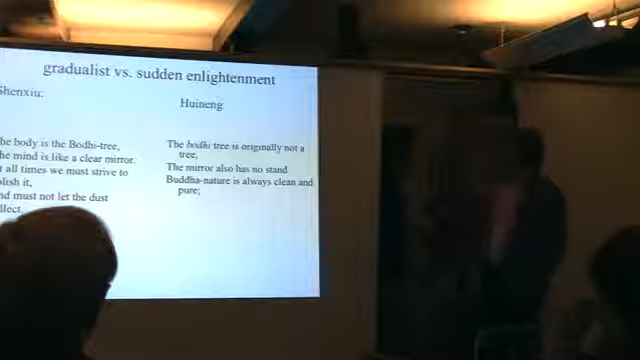 gradualist vs. sudden enlightenment
Shenxiu:
Huineng
he body is the Bodhi-tree,
he mind is like a clear mirror.
t all times we must strive to
lish it,
nd must not let the dust
llect.
The bodhi tree is originally not a
tree,
The mirror also has no stand
Buddha-nature is always clean and
pure;